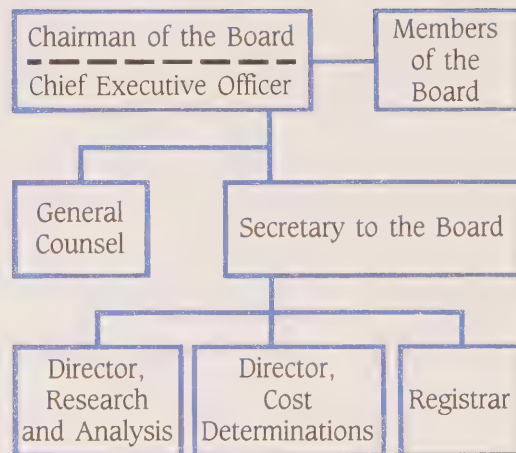 Chairman of the Board
Chief Executive Officer
Members
of the
Board
General
Counsel
Secretary to the Board
Director,
Research
and Analysis
Director,
Cost
Determinations
Registrar